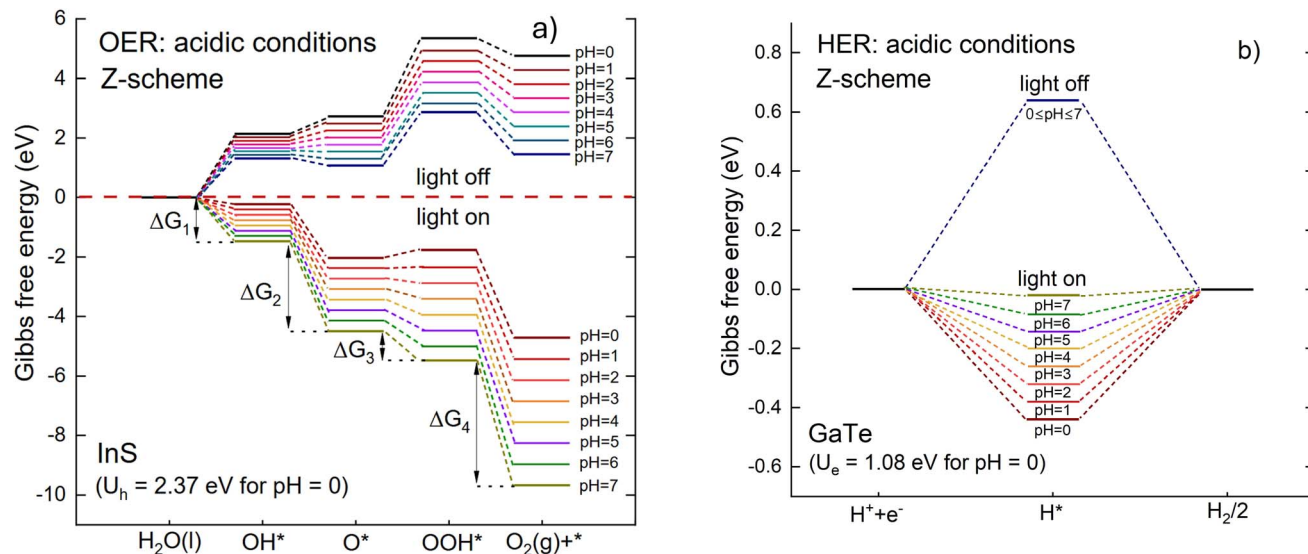 a)
OER: acidic conditions
Z-scheme
Gibbs free energy (eV)
6
4
2
0
-2
-4
-6
-8
-10
pH=0
pH=1
pH=2
pH=3
pH=4
pH=5
pH=6
pH=7
light off
light on
ΔG₁
ΔG₂
ΔG₃
ΔG₄
pH=0
pH=1
pH=2
pH=3
pH=4
pH=5
pH=6
pH=7
InS
(Uₕ = 2.37 eV for pH = 0)
H₂O(l) OH* O* OOH* O₂(g)+*
b)
HER: acidic conditions
Z-scheme
Gibbs free energy (eV)
0.8
0.6
0.4
0.2
0.0
-0.2
-0.4
-0.6
light off
0≤pH≤7
light on
pH=7
pH=6
pH=5
pH=4
pH=3
pH=2
pH=1
pH=0
GaTe
(Uₑ = 1.08 eV for pH = 0)
H⁺+e⁻ H* H₂/2